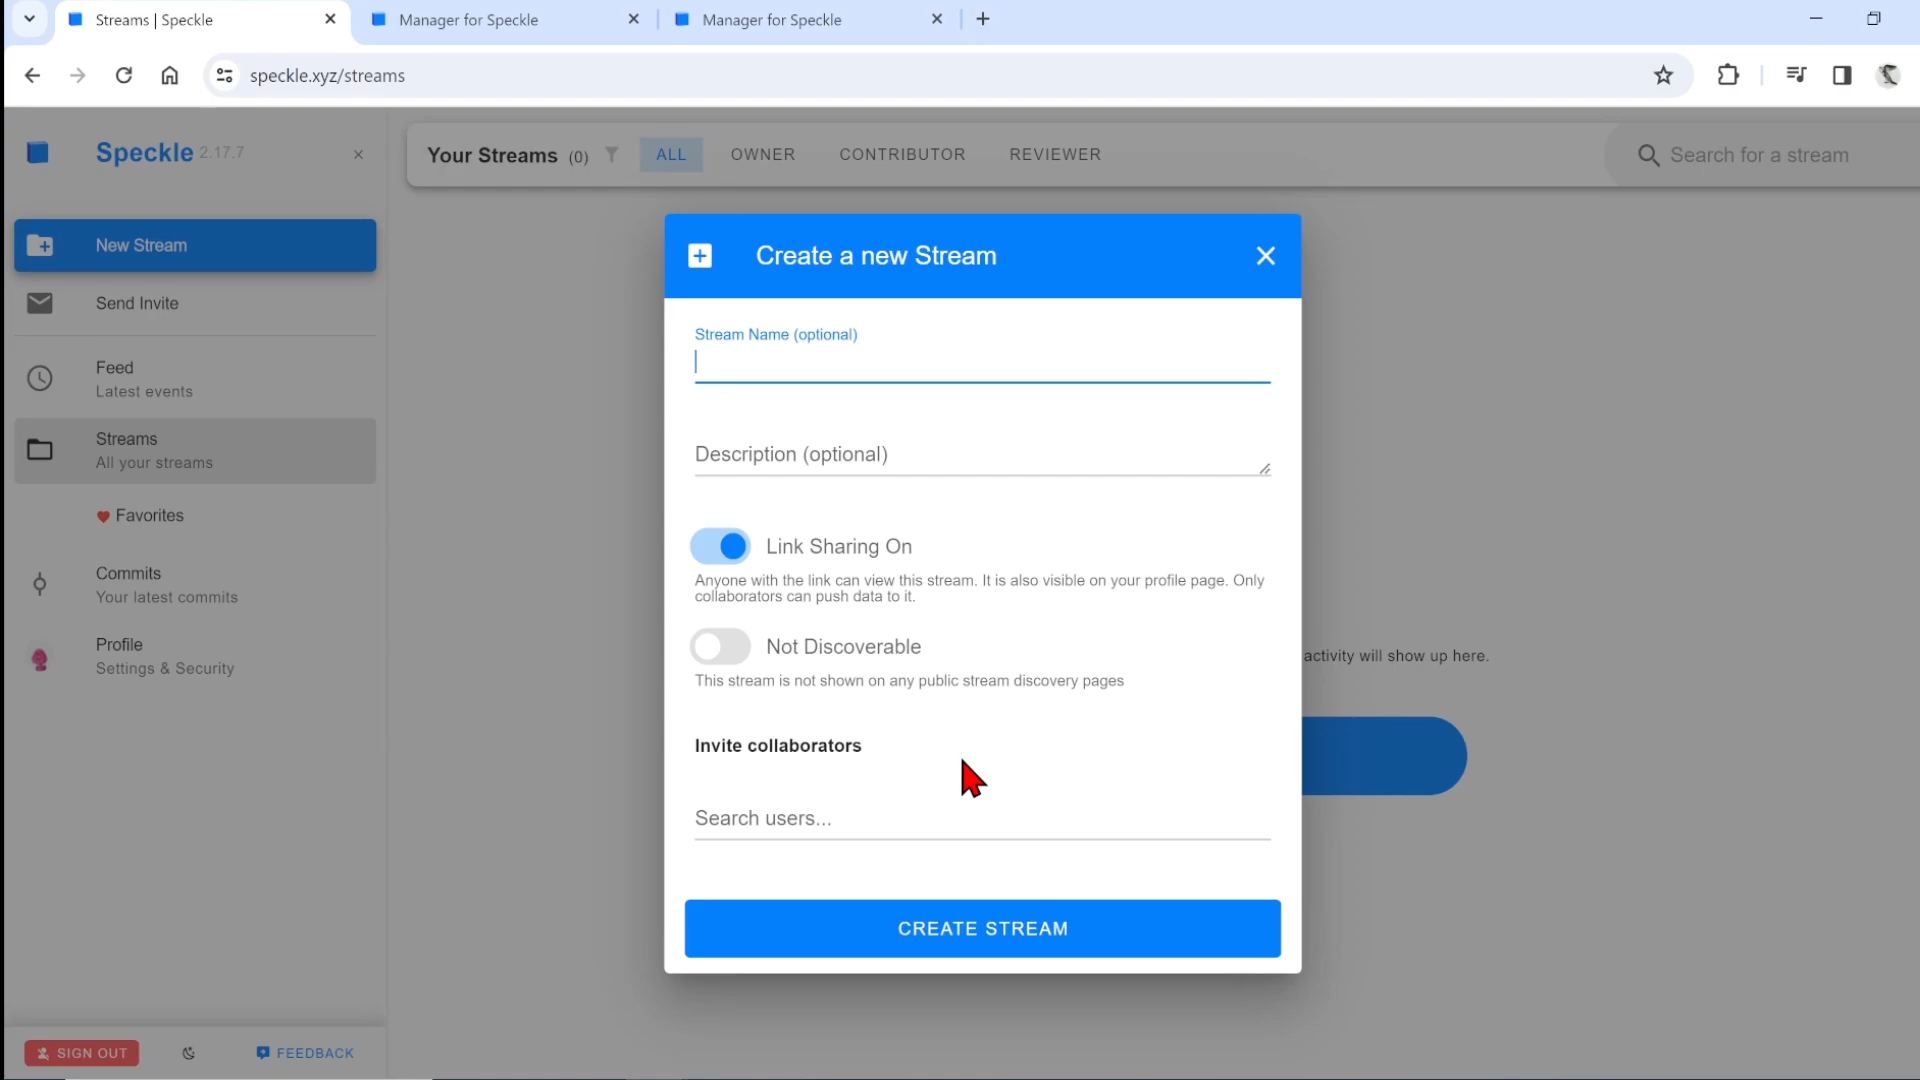 Streams | Speckle
Manager for Speckle
Manager for Speckle
speckle.xyz/streams
Speckle 2.17.7
Your Streams (0)
ALL
OWNER
CONTRIBUTOR
REVIEWER
Search for a stream
New Stream
Send Invite
Feed
Latest events
Streams
All your streams
Favorites
Commits
Your latest commits
Profile
Settings & Security
SIGN OUT
FEEDBACK
Create a new Stream
Stream Name (optional)
Description (optional)
Link Sharing On
Anyone with the link can view this stream. It is also visible on your profile page. Only
collaborators can push data to it.
Not Discoverable
This stream is not shown on any public stream discovery pages
Invite collaborators
Search users...
CREATE STREAM
activity will show up here.